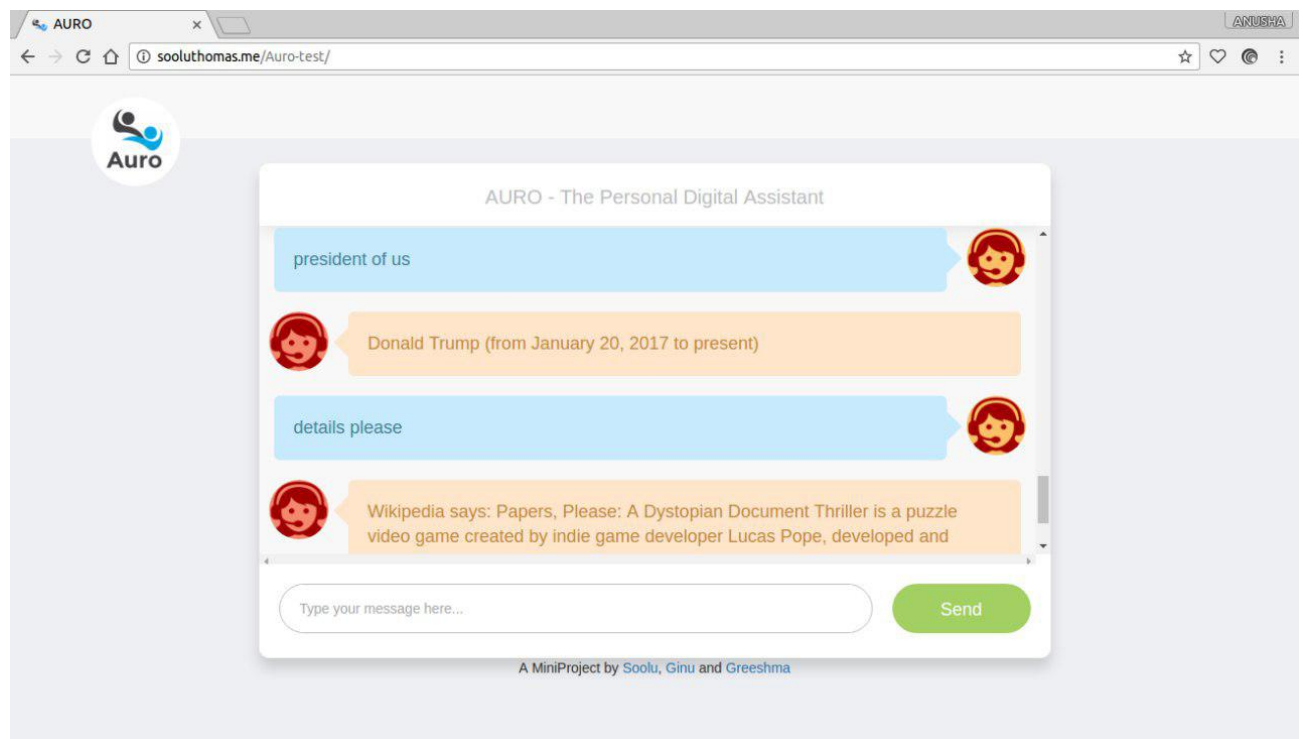 AURO
ANUSHA
sooluthomas.me/Auro-test/
Auro
AURO - The Personal Digital Assistant
president of us
Donald Trump (from January 20, 2017 to present)
details please
Wikipedia says: Papers, Please: A Dystopian Document Thriller is a puzzle
video game created by indie game developer Lucas Pope, developed and
Type your message here...
Send
A MiniProject by Soolu, Ginu and Greeshma